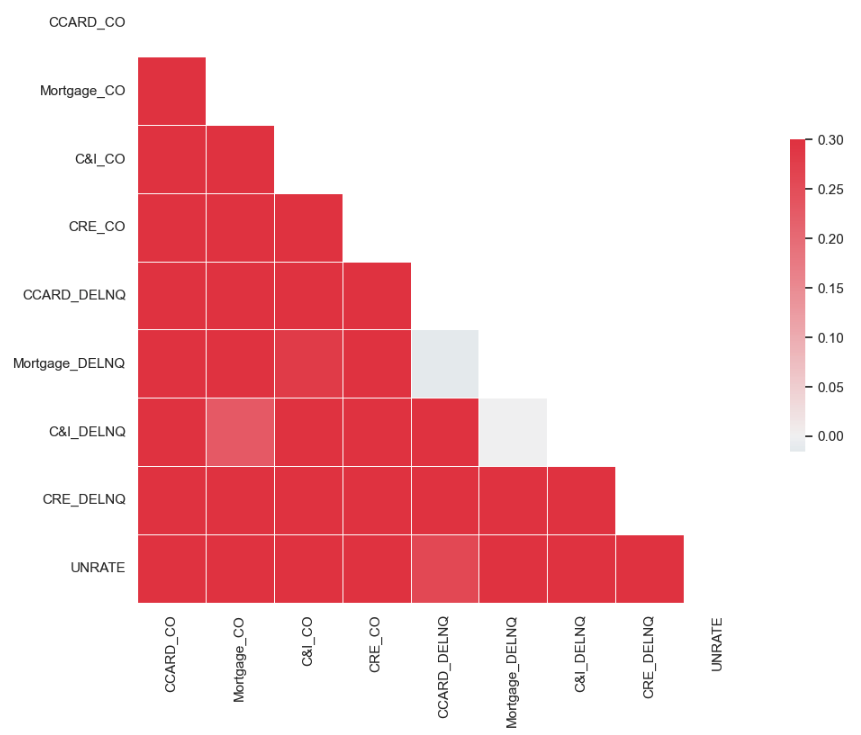 CCARD_CO
Mortgage_CO
C&I_CO
CRE_CO
CCARD_DELNQ
Mortgage_DELNQ
C&I_DELNQ
CRE_DELNQ
UNRATE
0.30
0.25
0.20
0.15
0.10
0.05
0.00
CCARD_CO
Mortgage_CO
C&I_CO
CRE_CO
CCARD_DELNQ
Mortgage_DELNQ
C&I_DELNQ
CRE_DELNQ
UNRATE